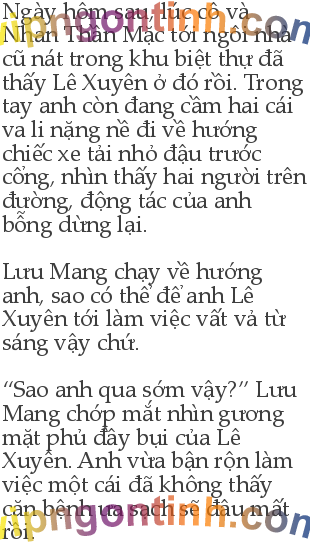 Ngày hôm sau, lúc cô và
Nhan Thần Mặc tới ngôi nhà
cũ nát trong khu biệt thự đã
thấy Lê Xuyên ở đó rồi. Trong
tay anh còn đang cầm hai cái
va li nặng nề đi về hướng
chiếc xe tải nhỏ đậu trước
cổng, nhìn thấy hai người trên
đường, động tác của anh
bỗng dừng lại.
Lưu Mang chạy về hướng
anh, sao có thể để anh Lê
Xuyên tới làm việc vất vả từ
sáng vậy chứ.
“Sao anh qua sớm vậy?” Lưu
Mang chớp mắt nhìn gương
mặt phủ đầy bụi của Lê
Xuyên. Anh vừa bận rộn làm
việc một cái đã không thấy
căn bệnh ưa sạch sẽ đâu mất
rồi.
upngontinh.com